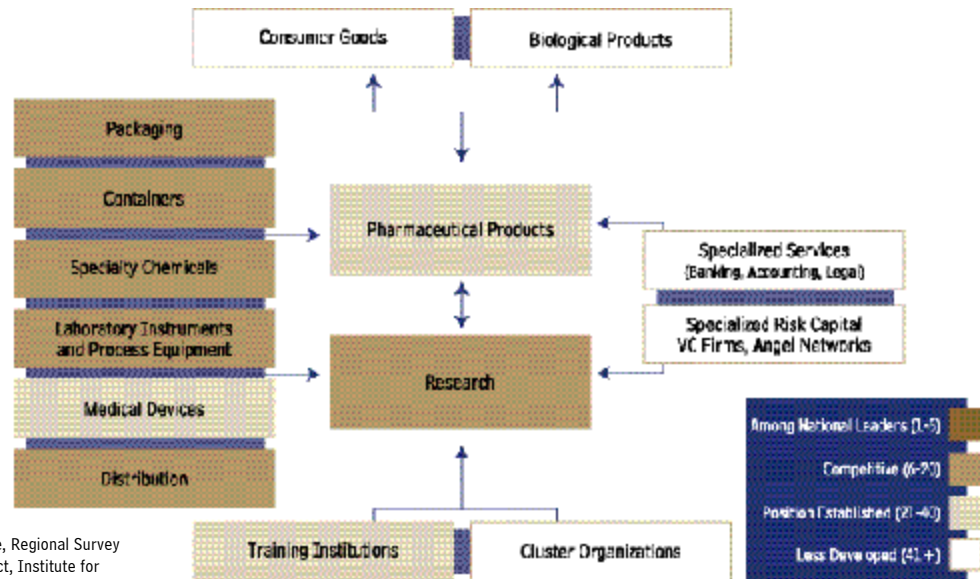 Consumer Goods
Biological Products
Packaging
Containers
Specialty Chemicals
Laboratory Instruments
and Process Equipment
Medical Devices
Distribution
Pharmaceutical Products
Research
Specialized Services
(Banking, Accounting, Legal)
Specialized Risk Capital
VC Firms, Angel Networks
Training Institutions
Cluster Organizations
Among National Leaders (1-5)
Competitive (6-20)
Position Established (21-40)
Less Developed (41+)
, Regional Survey
ct, Institute for